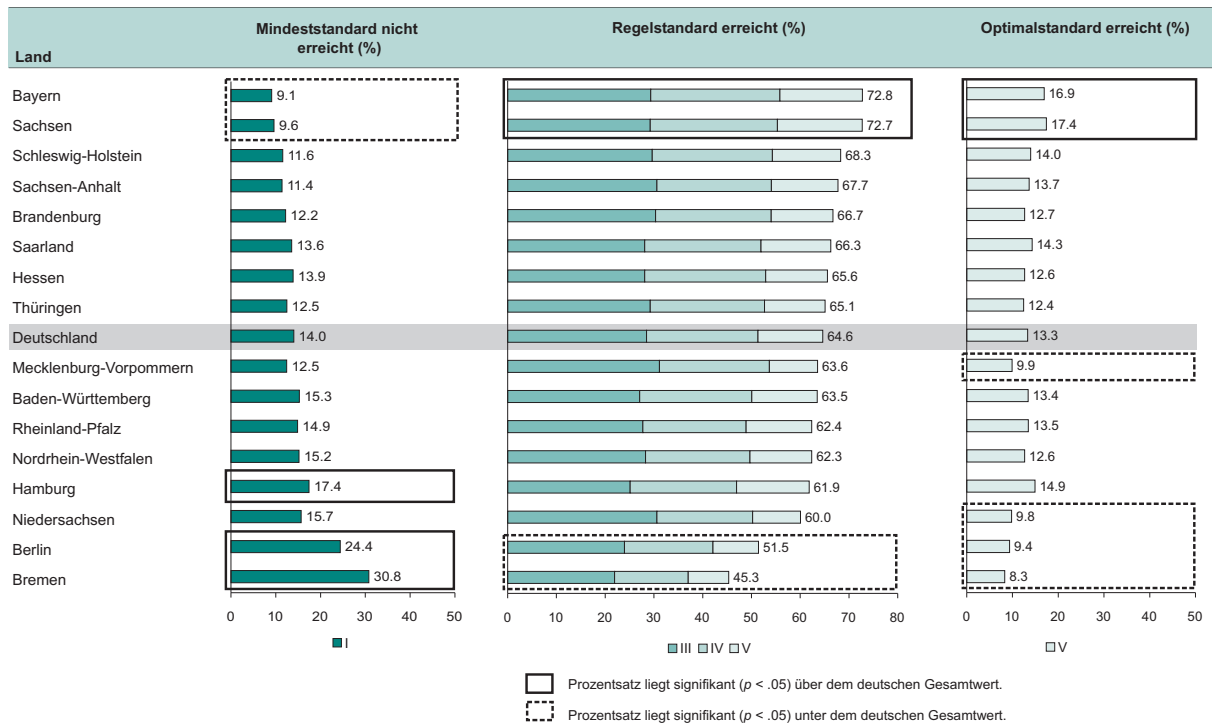 Land
Mindeststandard nicht
erreicht (%)
Regelstandard erreicht (%)
Optimalstandard erreicht (%)
Bayern 9.1 72.8 16.9
Sachsen 9.6 72.7 17.4
Schleswig-Holstein 11.6 68.3 14.0
Sachsen-Anhalt 11.4 67.7 13.7
Brandenburg 12.2 66.7 12.7
Saarland 13.6 66.3 14.3
Hessen 13.9 65.6 12.6
Thüringen 12.5 65.1 12.4
Deutschland 14.0 64.6 13.3
Mecklenburg-Vorpommern 12.5 63.6 9.9
Baden-Württemberg 15.3 63.5 13.4
Rheinland-Pfalz 14.9 62.4 13.5
Nordrhein-Westfalen 15.2 62.3 12.6
Hamburg 17.4 61.9 14.9
Niedersachsen 15.7 60.0 9.8
Berlin 24.4 51.5 9.4
Bremen 30.8 45.3 8.3
0 10 20 30 40 50 0 10 20 30 40 50 60 70 80 0 10 20 30 40 50
I III IV V V
Prozentsatz liegt signifikant (p < .05) über dem deutschen Gesamtwert.
Prozentsatz liegt signifikant (p < .05) unter dem deutschen Gesamtwert.